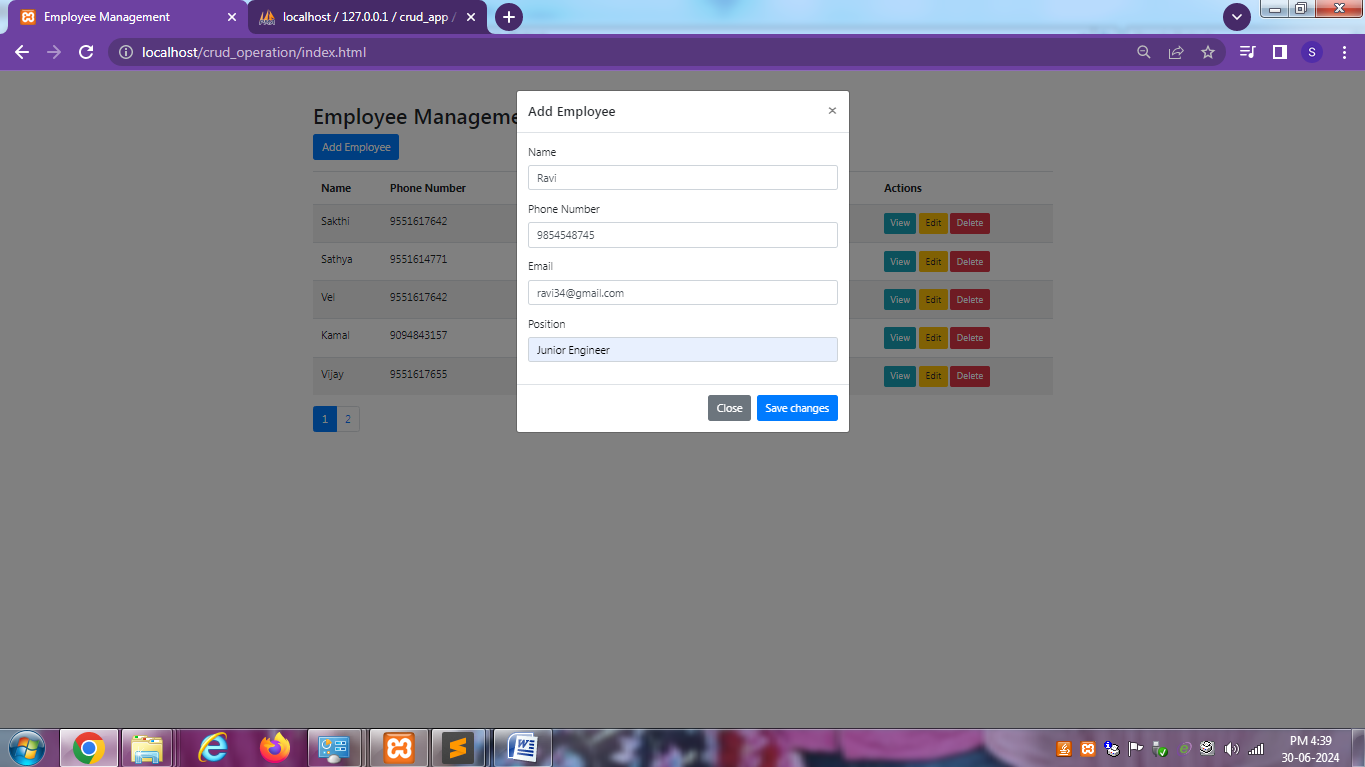 Employee Management
localhost / 127.0.0.1 / crud_app /
localhost/crud_operation/index.html
S
Employee Manageme
Add Employee
Name Phone Number Actions
Sakthi 9551617642 View Edit Delete
Sathya 9551614771 View Edit Delete
Vel 9551617642 View Edit Delete
Kamal 9094843157 View Edit Delete
Vijay 9551617655 View Edit Delete
1 2
Add Employee
×
Name
Ravi
Phone Number
9854548745
Email
ravi34@gmail.com
Position
Junior Engineer
Close Save changes
PM 4:39
30-06-2024